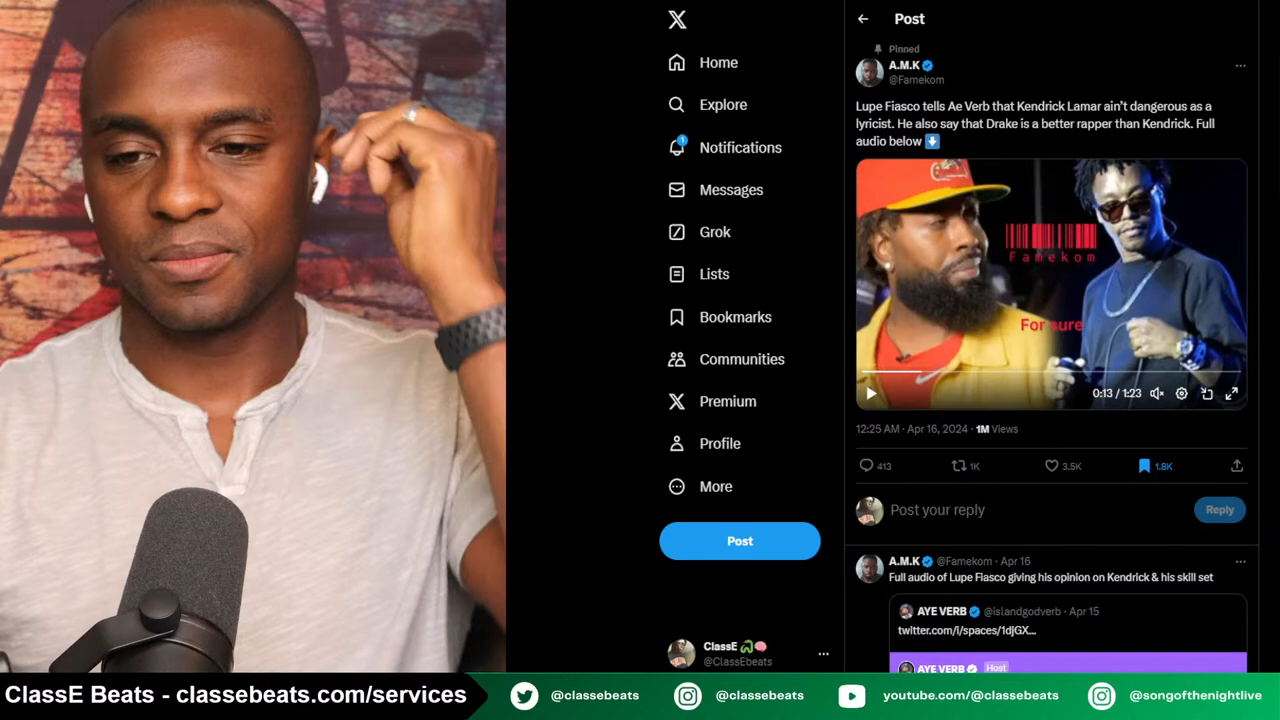 Home
Explore
1
Notifications
Messages
Grok
Lists
Bookmarks
Communities
Premium
Profile
More
Post
ClassE
@ClassEbeats
Post
Pinned
A.M.K
@Famekom
Lupe Fiasco tells Ae Verb that Kendrick Lamar ain't dangerous as a
lyricist. He also say that Drake is a better rapper than Kendrick. Full
audio below
Famekom
For sure
0:13 / 1:23
12:25 AM · Apr 16, 2024 · 1M Views
413 1K 3.5K 1.8K
Post your reply
Reply
A.M.K @Famekom · Apr 16
Full audio of Lupe Fiasco giving his opinion on Kendrick & his skill set
AYE VERB @islandgodverb · Apr 15
twitter.com/i/spaces/1djGX...
AYE VERB Host
ClassE Beats - classebeats.com/services
@classebeats
@classebeats
youtube.com/@classebeats
@songofthenightlive